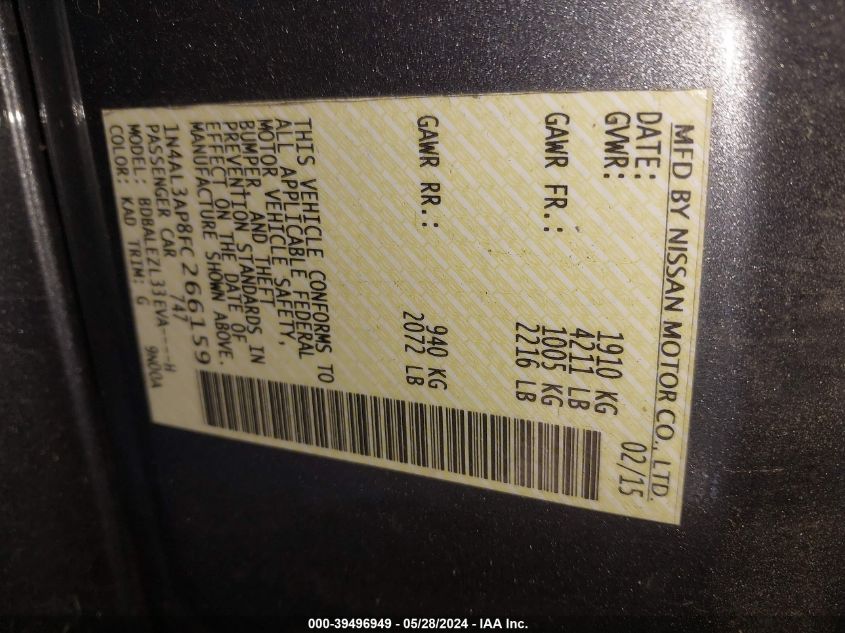 MFD BY NISSAN MOTOR CO., LTD.
DATE: 02/15
GVWR: 1910 KG
4211 LB
GAWR FR.: 1005 KG
2216 LB
GAWR RR.: 940 KG
2072 LB
THIS VEHICLE CONFORMS TO
ALL APPLICABLE FEDERAL
MOTOR VEHICLE SAFETY,
BUMPER, AND THEFT
PREVENTION STANDARDS IN
EFFECT ON THE DATE OF
MANUFACTURE SHOWN ABOVE.
1N4AL3AP8FC266159
PASSENGER CAR 747
MODEL: BDBALEZL33EVA----H
COLOR: KAD TRIM: G 9N00A
000-39496949 - 05/28/2024 - IAA Inc.